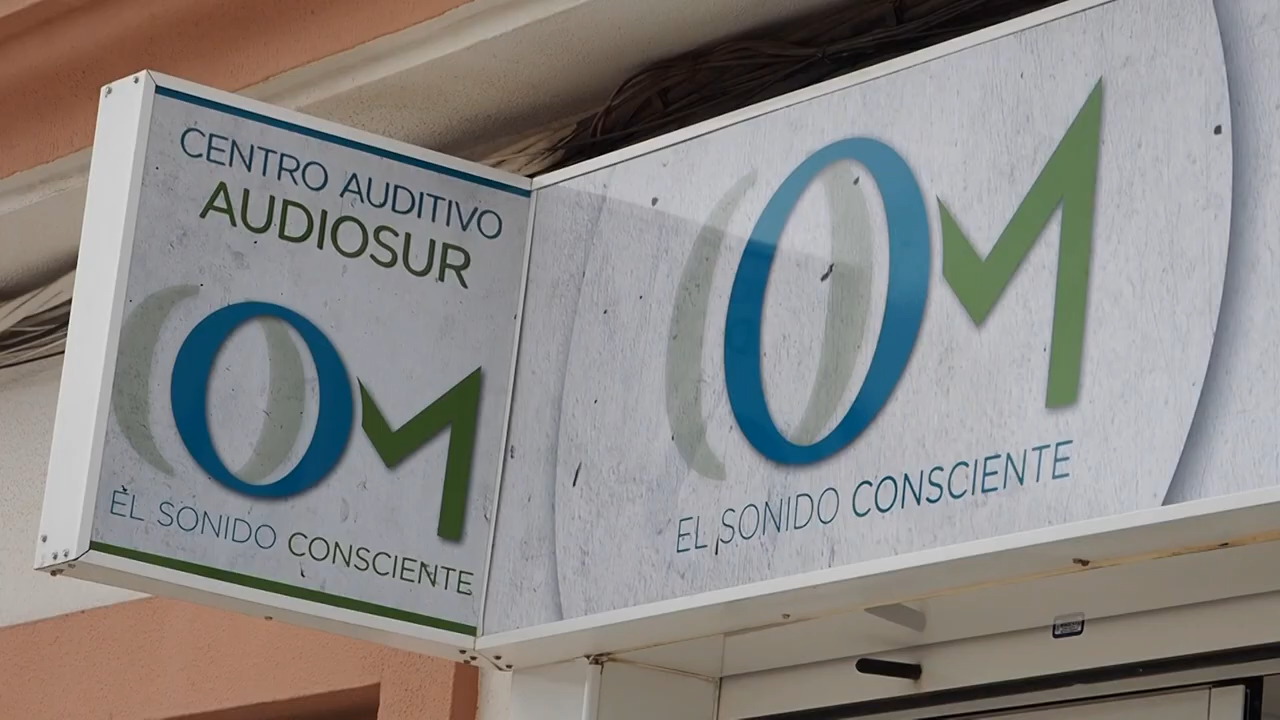 CENTRO AUDITIVO
AUDIOSUR
OM
EL SONIDO CONSCIENTE
OM
EL SONIDO CONSCIENTE